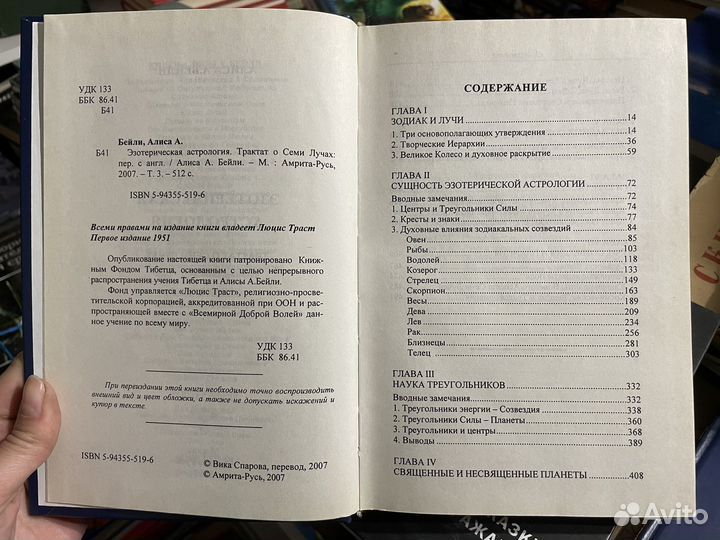 УДК 133
ББК 86.41
Б41
Бейли, Алиса А.
Б41 Эзотерическая астрология. Трактат о Семи Лучах:
пер. с англ. / Алиса А. Бейли. – М. : Амрита-Русь,
2007. – Т. 3. – 512 с.
ISBN 5-94355-519-6
Всеми правами на издание книги владеет Люцис Траст
Первое издание 1951
Опубликование настоящей книги патронировано Книж-
ным Фондом Тибетца, основанным с целью непрерывного
распространения учения Тибетца и Алисы А.Бейли.
Фонд управляется «Люцис Траст», религиозно-просве-
тительской корпорацией, аккредитованной при ООН и рас-
пространяющей вместе с «Всемирной Доброй Волей» дан-
ное учение по всему миру.
УДК 133
ББК 86.41
При переиздании этой книги необходимо точно воспроизводить
внешний вид и цвет обложки, а также не допускать искажений и
купюр в тексте.
ISBN 5-94355-519-6
© Вика Спарова, перевод, 2007
© Амрита-Русь, 2007
СОДЕРЖАНИЕ
ГЛАВА I
ЗОДИАК И ЛУЧИ 14
1. Три основополагающих утверждения 14
2. Творческие Иерархии 36
3. Великое Колесо и духовное раскрытие 59
ГЛАВА II
СУЩНОСТЬ ЭЗОТЕРИЧЕСКОЙ АСТРОЛОГИИ 72
Вводные замечания 72
1. Центры и Треугольники Силы 74
2. Кресты и знаки 77
3. Духовные влияния зодиакальных созвездий 84
Овен 85
Рыбы 103
Водолей 118
Козерог 133
Стрелец 149
Скорпион 163
Весы 189
Дева 209
Лев 234
Рак 256
Близнецы 281
Телец 303
ГЛАВА III
НАУКА ТРЕУГОЛЬНИКОВ 332
Вводные замечания 332
1. Треугольники энергии – Созвездия 338
2. Треугольники Силы – Планеты 360
3. Треугольники и центры 368
4. Выводы 389
ГЛАВА IV
СВЯЩЕННЫЕ И НЕСВЯЩЕННЫЕ ПЛАНЕТЫ 408
Avito